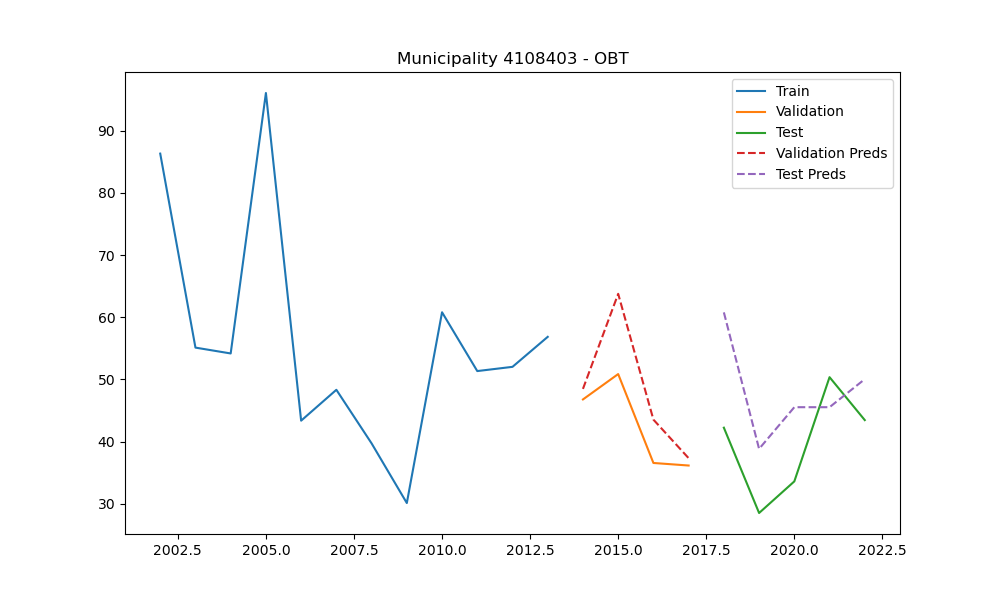 Municipality 4108403 - OBT
Train
Validation
Test
Validation Preds
Test Preds
90
80
70
60
50
40
30
2002.5 2005.0 2007.5 2010.0 2012.5 2015.0 2017.5 2020.0 2022.5